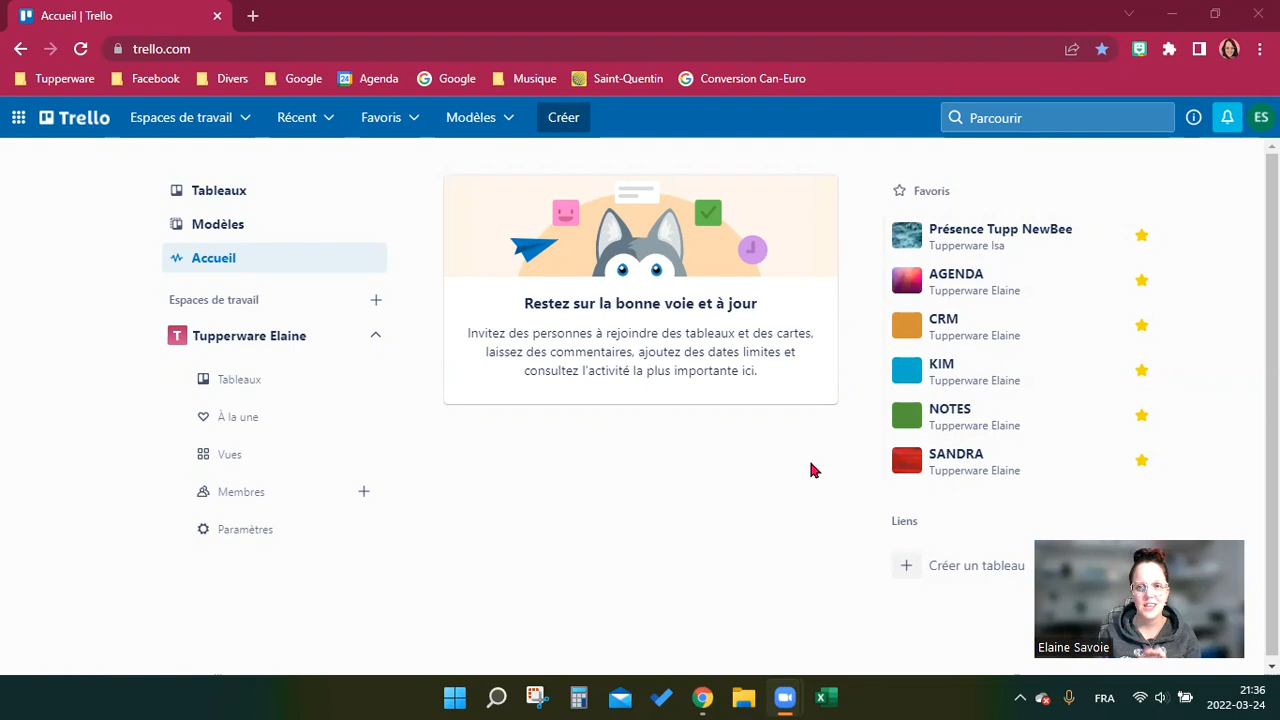 Accueil | Trello
trello.com
Tupperware
Facebook
Divers
Google
Agenda
Google
Musique
Saint-Quentin
Conversion Can-Euro
Trello
Espaces de travail
Récent
Favoris
Modèles
Créer
Parcourir
ES
Tableaux
Modèles
Accueil
Espaces de travail
T Tupperware Elaine
Tableaux
À la une
Vues
Membres
Paramètres
Restez sur la bonne voie et à jour
Invitez des personnes à rejoindre des tableaux et des cartes,
laissez des commentaires, ajoutez des dates limites et
consultez l'activité la plus importante ici.
Favoris
Présence Tupp NewBee
Tupperware Isa
AGENDA
Tupperware Elaine
CRM
Tupperware Elaine
KIM
Tupperware Elaine
NOTES
Tupperware Elaine
SANDRA
Tupperware Elaine
Liens
Créer un tableau
Elaine Savoie
FRA
21:36
2022-03-24